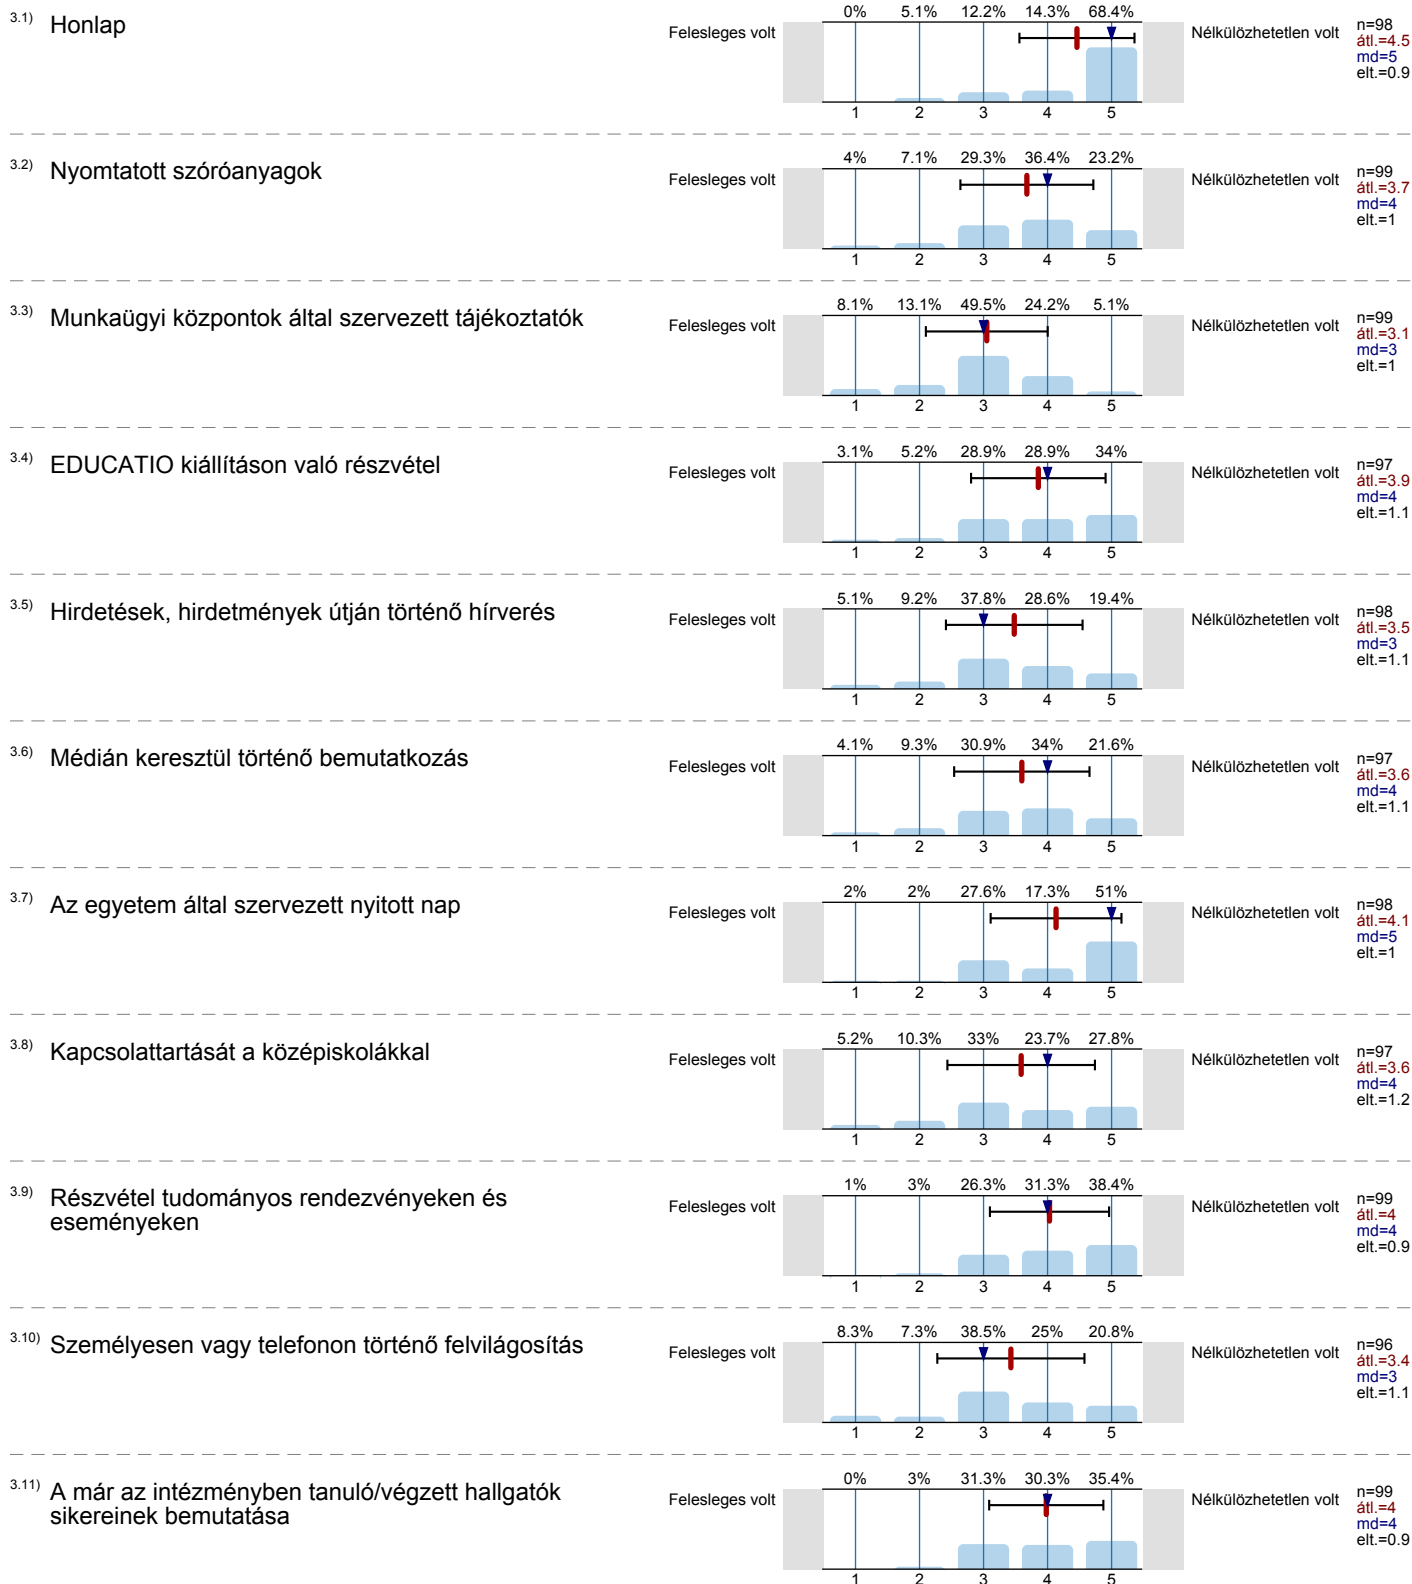 3.1) Honlap
Felesleges volt
0% 5.1% 12.2% 14.3% 68.4%
1 2 3 4 5
Nélkülözhetetlen volt
n=98
átl.=4.5
md=5
elt.=0.9
3.2) Nyomtatott szóróanyagok
Felesleges volt
4% 7.1% 29.3% 36.4% 23.2%
1 2 3 4 5
Nélkülözhetetlen volt
n=99
átl.=3.7
md=4
elt.=1
3.3) Munkaügyi központok által szervezett tájékoztatók
Felesleges volt
8.1% 13.1% 49.5% 24.2% 5.1%
1 2 3 4 5
Nélkülözhetetlen volt
n=99
átl.=3.1
md=3
elt.=1
3.4) EDUCATIO kiállításon való részvétel
Felesleges volt
3.1% 5.2% 28.9% 28.9% 34%
1 2 3 4 5
Nélkülözhetetlen volt
n=97
átl.=3.9
md=4
elt.=1.1
3.5) Hirdetések, hirdetmények útján történő hírverés
Felesleges volt
5.1% 9.2% 37.8% 28.6% 19.4%
1 2 3 4 5
Nélkülözhetetlen volt
n=98
átl.=3.5
md=3
elt.=1.1
3.6) Médián keresztül történő bemutatkozás
Felesleges volt
4.1% 9.3% 30.9% 34% 21.6%
1 2 3 4 5
Nélkülözhetetlen volt
n=97
átl.=3.6
md=4
elt.=1.1
3.7) Az egyetem által szervezett nyitott nap
Felesleges volt
2% 2% 27.6% 17.3% 51%
1 2 3 4 5
Nélkülözhetetlen volt
n=98
átl.=4.1
md=5
elt.=1
3.8) Kapcsolattartását a középiskolákkal
Felesleges volt
5.2% 10.3% 33% 23.7% 27.8%
1 2 3 4 5
Nélkülözhetetlen volt
n=97
átl.=3.6
md=4
elt.=1.2
3.9) Részvétel tudományos rendezvényeken és
eseményeken
Felesleges volt
1% 3% 26.3% 31.3% 38.4%
1 2 3 4 5
Nélkülözhetetlen volt
n=99
átl.=4
md=4
elt.=0.9
3.10) Személyesen vagy telefonon történő felvilágosítás
Felesleges volt
8.3% 7.3% 38.5% 25% 20.8%
1 2 3 4 5
Nélkülözhetetlen volt
n=96
átl.=3.4
md=3
elt.=1.1
3.11) A már az intézményben tanuló/végzett hallgatók
sikereinek bemutatása
Felesleges volt
0% 3% 31.3% 30.3% 35.4%
1 2 3 4 5
Nélkülözhetetlen volt
n=99
átl.=4
md=4
elt.=0.9